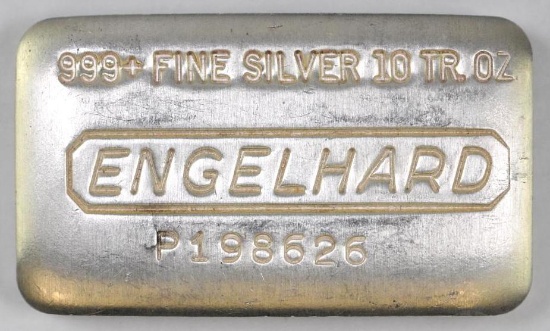 999+ FINE SILVER 10 TR. OZ
ENGELHARD
P198626